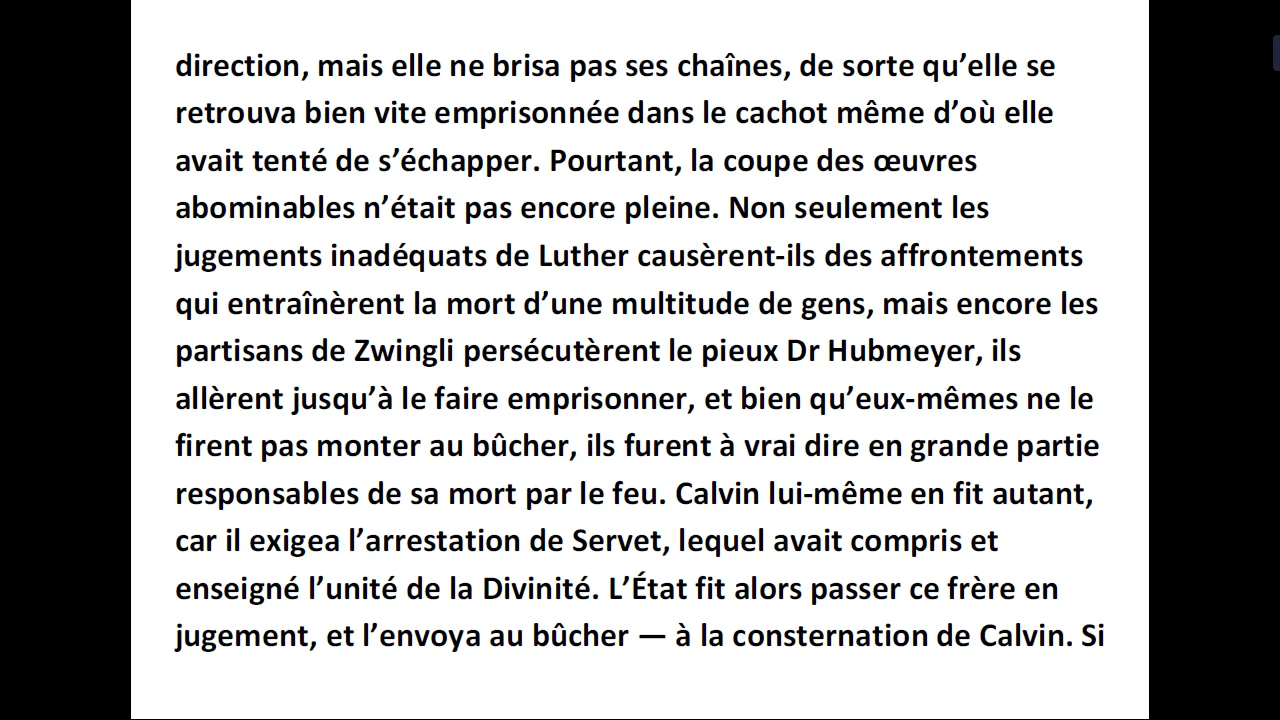 direction, mais elle ne brisa pas ses chaînes, de sorte qu’elle se
retrouva bien vite emprisonnée dans le cachot même d’où elle
avait tenté de s’échapper. Pourtant, la coupe des œuvres
abominables n’était pas encore pleine. Non seulement les
jugements inadéquats de Luther causèrent-ils des affrontements
qui entraînèrent la mort d’une multitude de gens, mais encore les
partisans de Zwingli persécutèrent le pieux Dr Hubmeyer, ils
allèrent jusqu’à le faire emprisonner, et bien qu’eux-mêmes ne le
firent pas monter au bûcher, ils furent à vrai dire en grande partie
responsables de sa mort par le feu. Calvin lui-même en fit autant,
car il exigea l’arrestation de Servet, lequel avait compris et
enseigné l’unité de la Divinité. L’État fit alors passer ce frère en
jugement, et l’envoya au bûcher — à la consternation de Calvin. Si